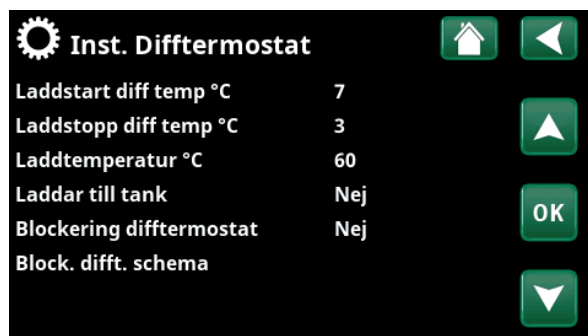 Inst. Difftermostat
Laddstart diff temp °C 7
Laddstopp diff temp °C 3
Laddtemperatur °C 60
Laddar till tank Nej
Blockering difftermostat Nej
Block. difft. schema
OK